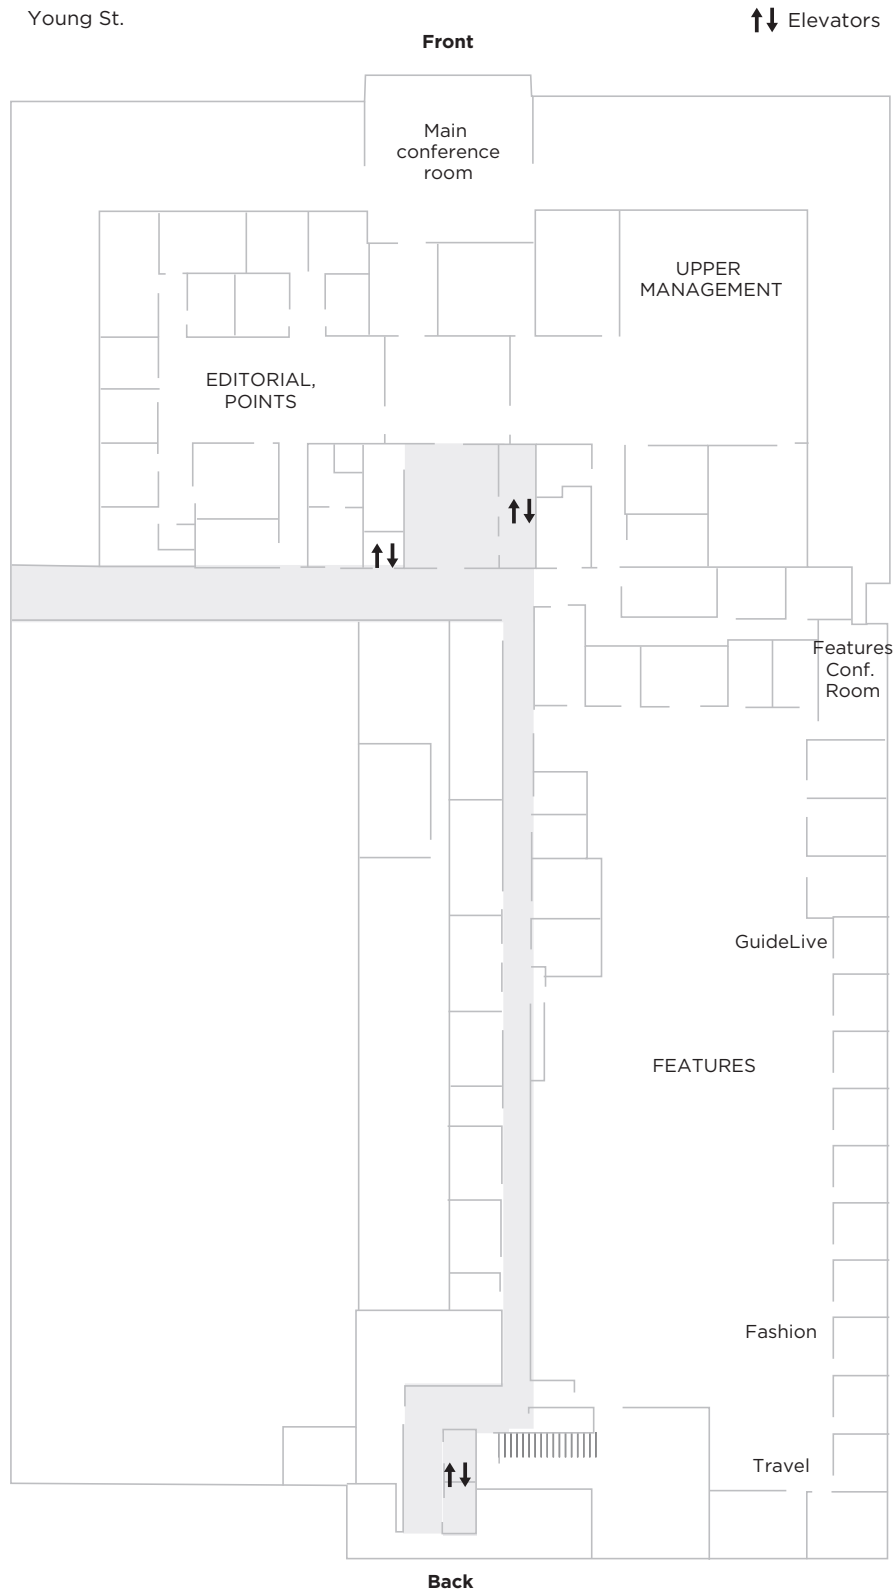 Young St.
Elevators
Front
Main
conference
room
UPPER
MANAGEMENT
EDITORIAL,
POINTS
Features
Conf.
Room
GuideLive
FEATURES
Fashion
Travel
Back